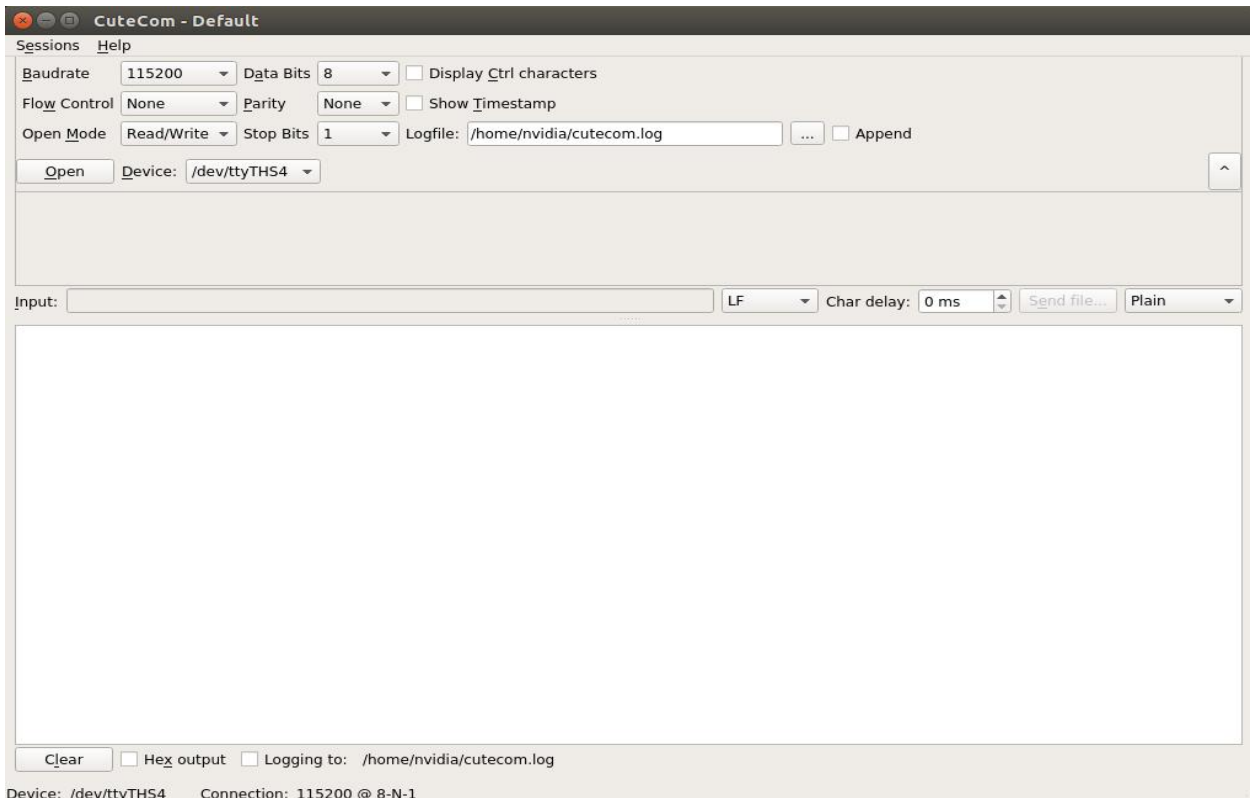 CuteCom - Default
Sessions Help
Baudrate 115200 Data Bits 8 Display Ctrl characters
Flow Control None Parity None Show Timestamp
Open Mode Read/Write Stop Bits 1 Logfile: /home/nvidia/cutecom.log ... Append
Open Device: /dev/ttyTHS4 ^
Input: LF Char delay: 0 ms Send file... Plain
Clear Hex output Logging to: /home/nvidia/cutecom.log
Device: /dev/ttyTHS4 Connection: 115200 @ 8-N-1